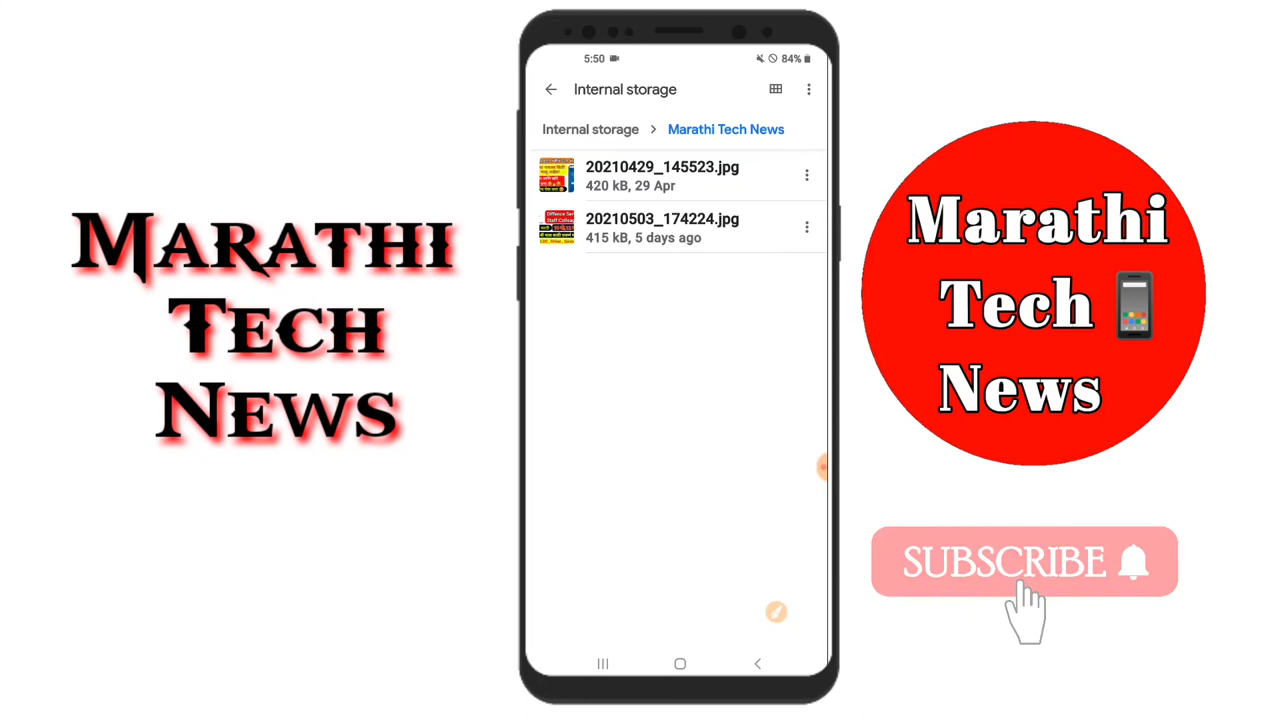 MARATHI
TECH
NEWS
5:50
84%
Internal storage
Internal storage > Marathi Tech News
20210429_145523.jpg
420 kB, 29 Apr
20210503_174224.jpg
415 kB, 5 days ago
Marathi
Tech
News
SUBSCRIBE